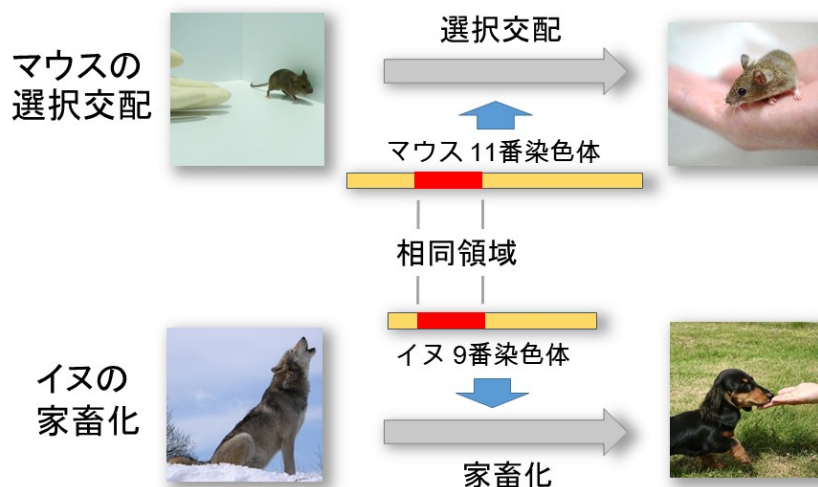 選択交配
マウスの
選択交配
マウス 11番染色体
相同領域
イヌ 9番染色体
イヌの
家畜化
家畜化